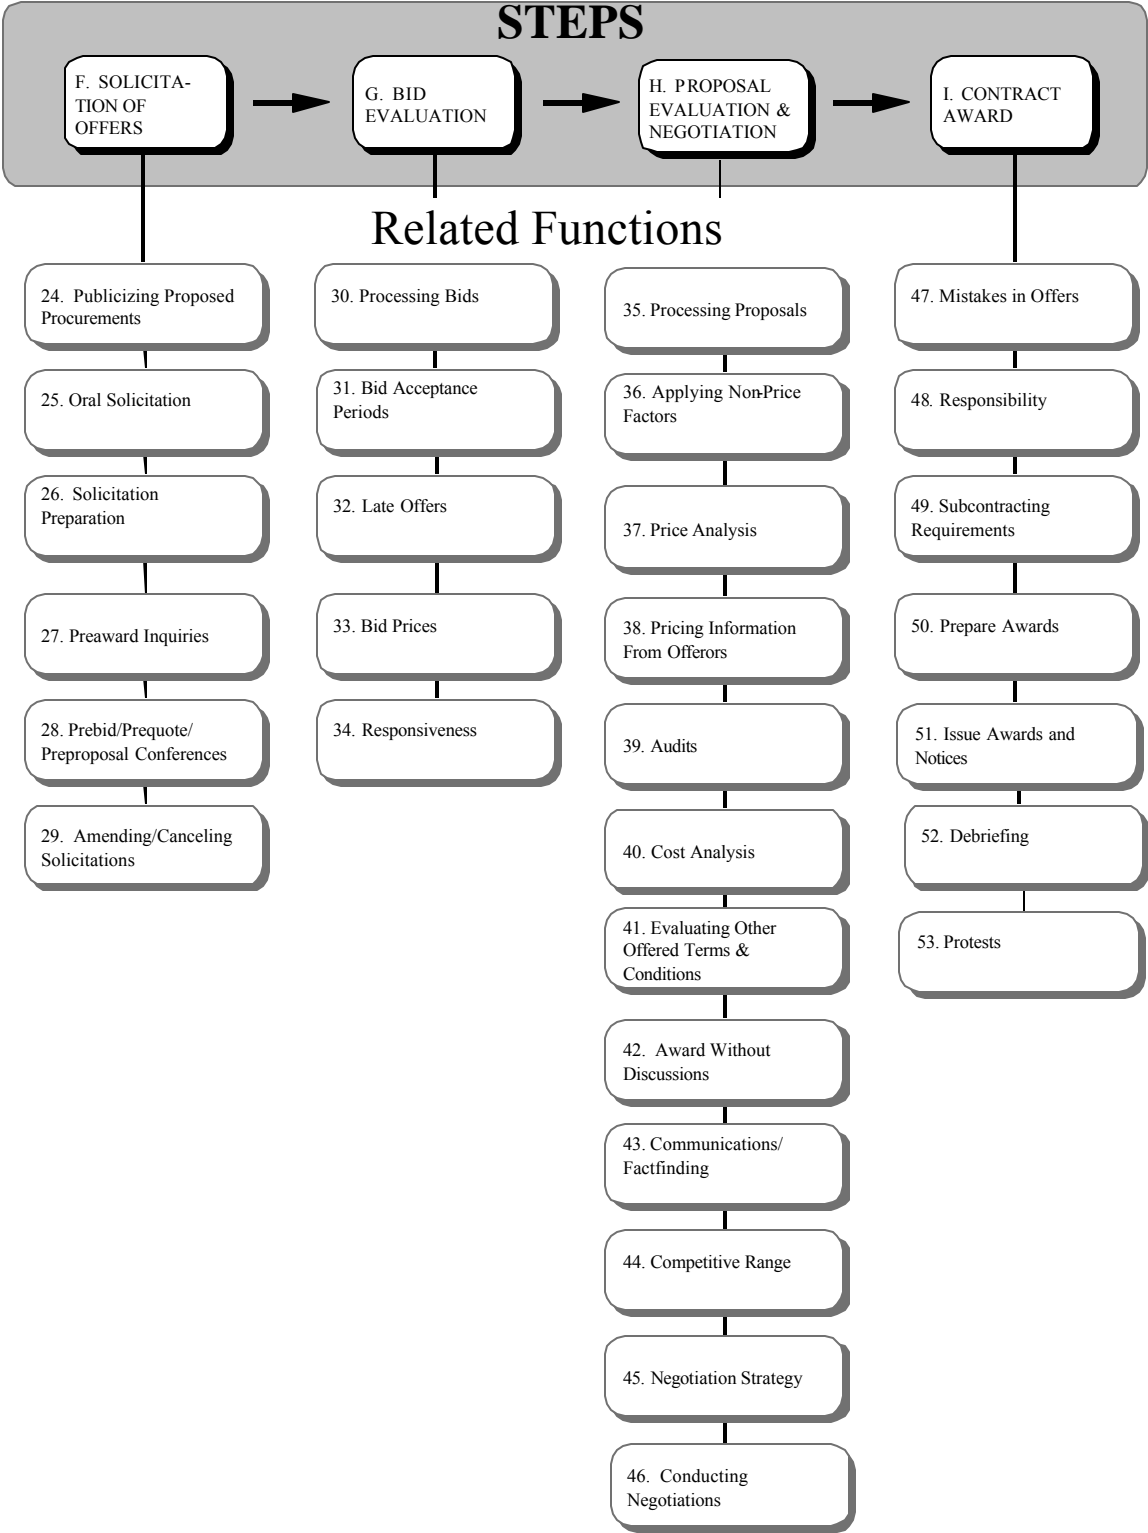 STEPS
F. SOLICITA-
TION OF
OFFERS
G. BID
EVALUATION
H. PROPOSAL
EVALUATION &
NEGOTIATION
I. CONTRACT
AWARD
Related Functions
24. Publicizing Proposed
Procurements
25. Oral Solicitation
26. Solicitation
Preparation
27. Preaward Inquiries
28. Prebid/Prequote/
Preproposal Conferences
29. Amending/Canceling
Solicitations
30. Processing Bids
31. Bid Acceptance
Periods
32. Late Offers
33. Bid Prices
34. Responsiveness
35. Processing Proposals
36. Applying Non-Price
Factors
37. Price Analysis
38. Pricing Information
From Offerors
39. Audits
40. Cost Analysis
41. Evaluating Other
Offered Terms &
Conditions
42. Award Without
Discussions
43. Communications/
Factfinding
44. Competitive Range
45. Negotiation Strategy
46. Conducting
Negotiations
47. Mistakes in Offers
48. Responsibility
49. Subcontracting
Requirements
50. Prepare Awards
51. Issue Awards and
Notices
52. Debriefing
53. Protests